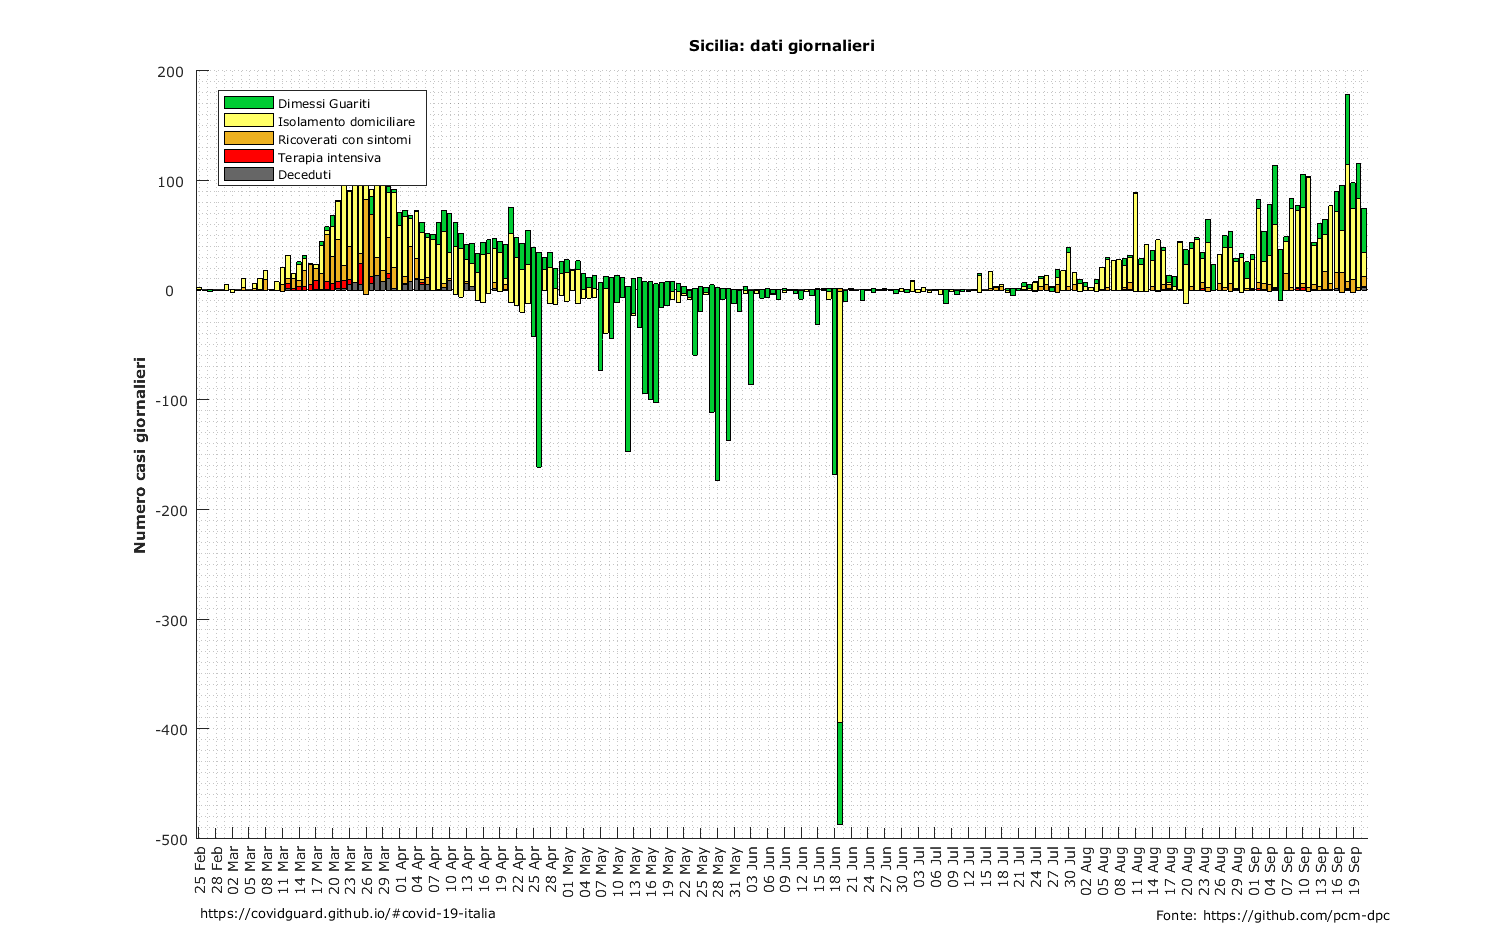 Sicilia: dati giornalieri
Numero casi giornalieri
200
100
0
-100
-200
-300
-400
-500
Dimessi Guariti
Isolamento domiciliare
Ricoverati con sintomi
Terapia intensiva
Deceduti
25 Feb
28 Feb
02 Mar
05 Mar
08 Mar
11 Mar
14 Mar
17 Mar
20 Mar
23 Mar
26 Mar
29 Mar
01 Apr
04 Apr
07 Apr
10 Apr
13 Apr
16 Apr
19 Apr
22 Apr
25 Apr
28 Apr
01 May
04 May
07 May
10 May
13 May
16 May
19 May
22 May
25 May
28 May
31 May
03 Jun
06 Jun
09 Jun
12 Jun
15 Jun
18 Jun
21 Jun
24 Jun
27 Jun
30 Jun
03 Jul
06 Jul
09 Jul
12 Jul
15 Jul
18 Jul
21 Jul
24 Jul
27 Jul
30 Jul
02 Aug
05 Aug
08 Aug
11 Aug
14 Aug
17 Aug
20 Aug
23 Aug
26 Aug
29 Aug
01 Sep
04 Sep
07 Sep
10 Sep
13 Sep
16 Sep
19 Sep
https://covidguard.github.io/#covid-19-italia
Fonte: https://github.com/pcm-dpc